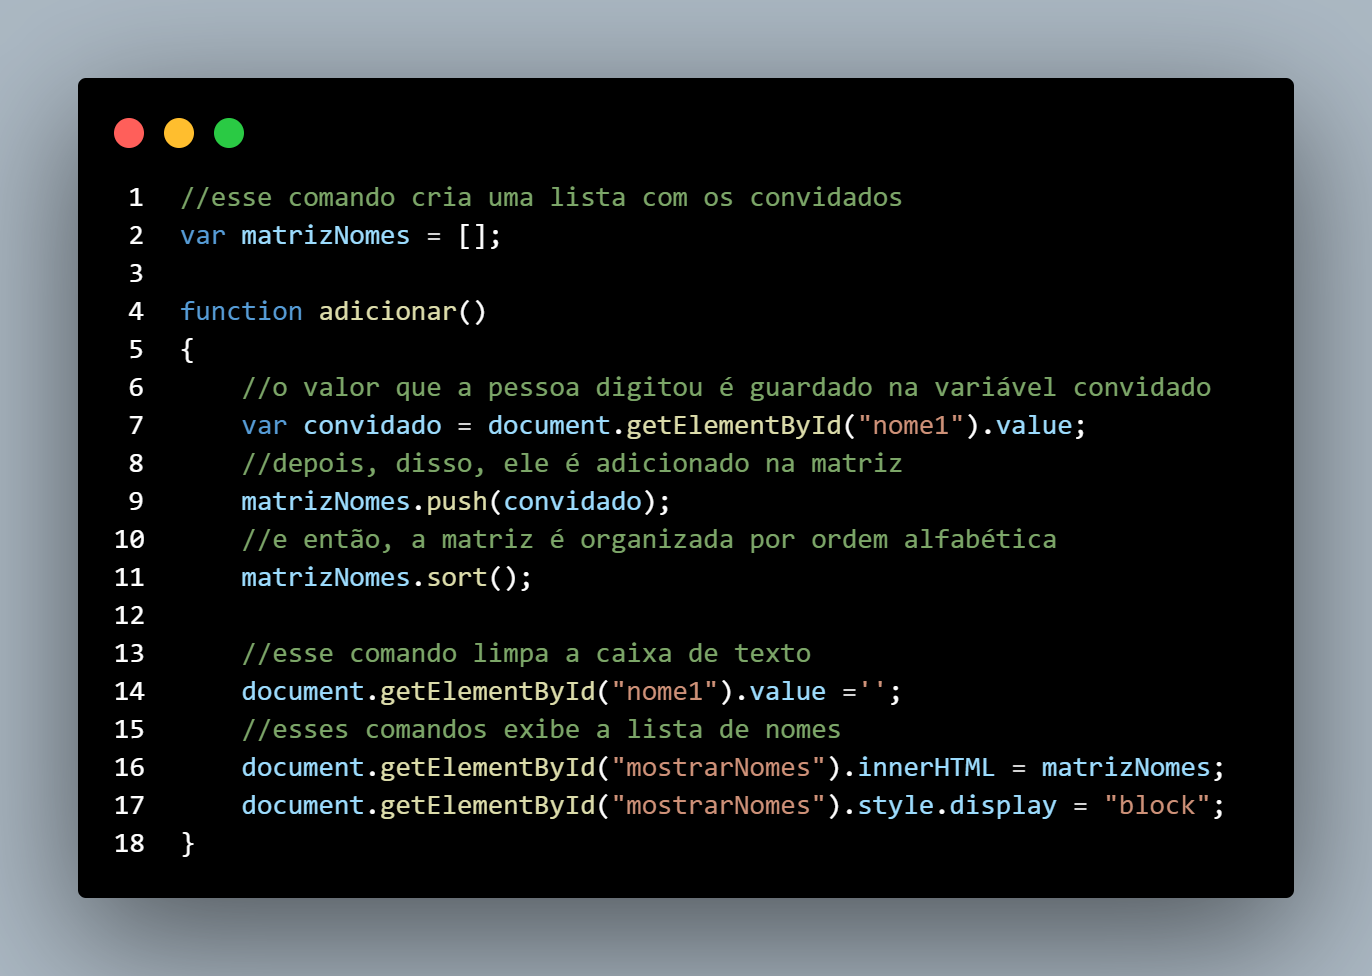 1 //esse comando cria uma lista com os convidados
2 var matrizNomes = [];
3
4 function adicionar()
5 {
6     //o valor que a pessoa digitou é guardado na variável convidado
7     var convidado = document.getElementById("nome1").value;
8     //depois, disso, ele é adicionado na matriz
9     matrizNomes.push(convidado);
10     //e então, a matriz é organizada por ordem alfabética
11     matrizNomes.sort();
12
13     //esse comando limpa a caixa de texto
14     document.getElementById("nome1").value ='';
15     //esses comandos exibe a lista de nomes
16     document.getElementById("mostrarNomes").innerHTML = matrizNomes;
17     document.getElementById("mostrarNomes").style.display = "block";
18 }